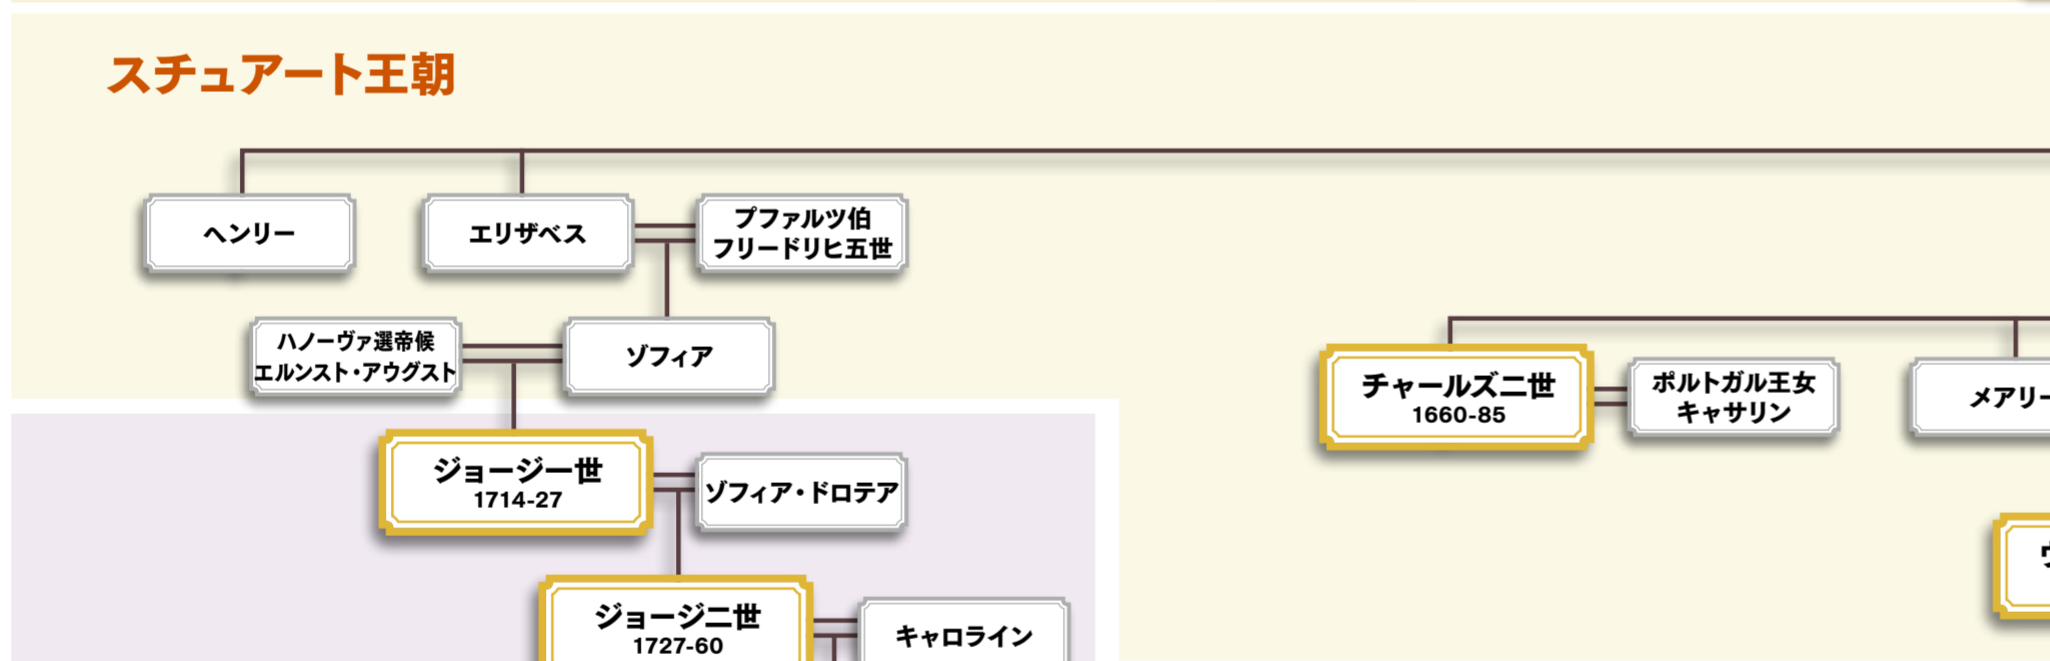 スチュアート王朝
ヘンリー
エリザベス
プファルツ伯
フリードリヒ五世
ハノーヴァ選帝候
エルンスト・アウグスト
ゾフィア
チャールズ二世
1660-85
ポルトガル王女
キャサリン
メアリー
ジョージ一世
1714-27
ゾフィア・ドロテア
ジョージ二世
1727-60
キャロライン